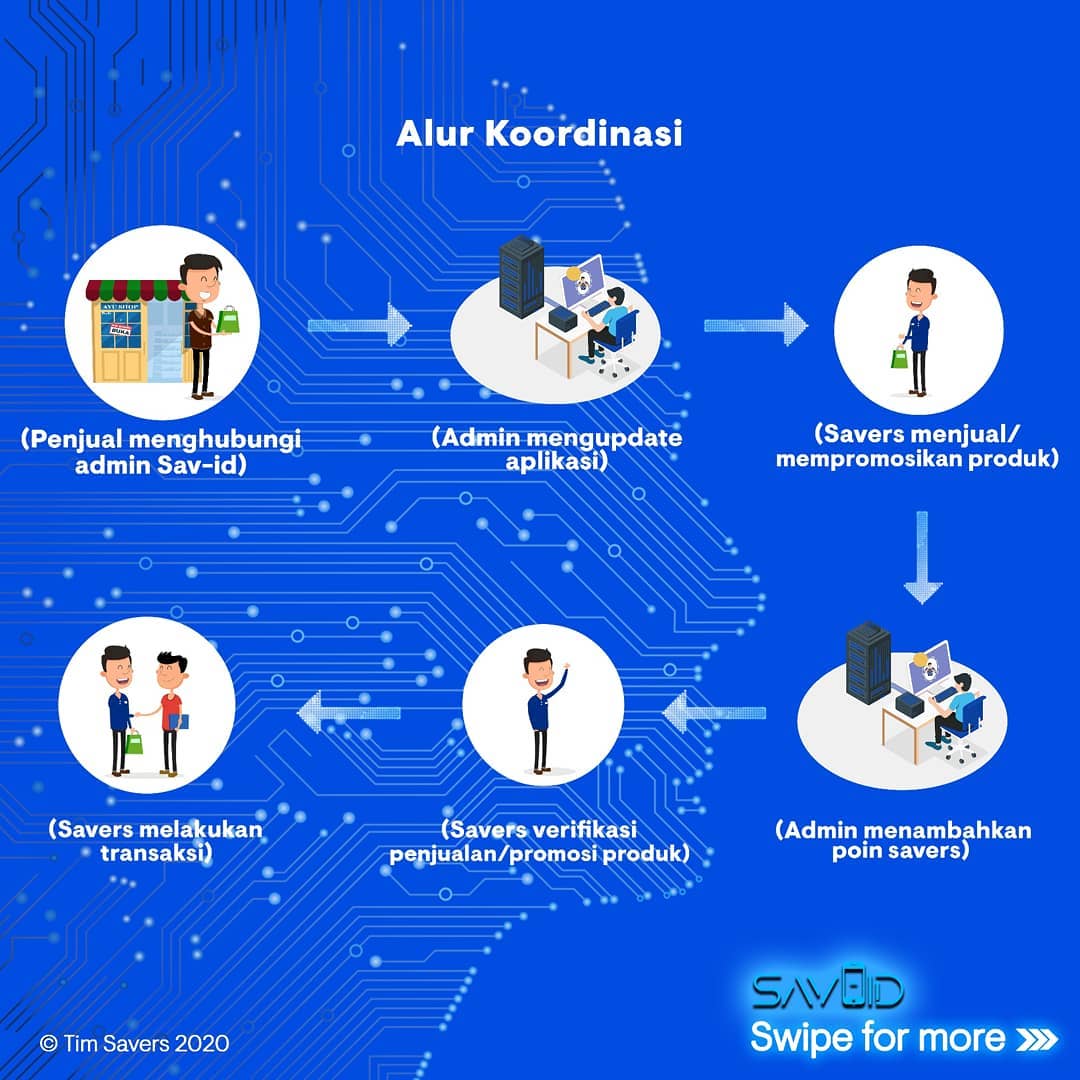 Alur Koordinasi
AYU SHOP
BUKA
(Penjual menghubungi
admin Sav-id)
(Admin mengupdate
aplikasi)
(Savers menjual/
mempromosikan produk)
(Savers melakukan
transaksi)
(Savers verifikasi
penjualan/promosi produk)
(Admin menambahkan
poin savers)
SAVID
Swipe for more
© Tim Savers 2020